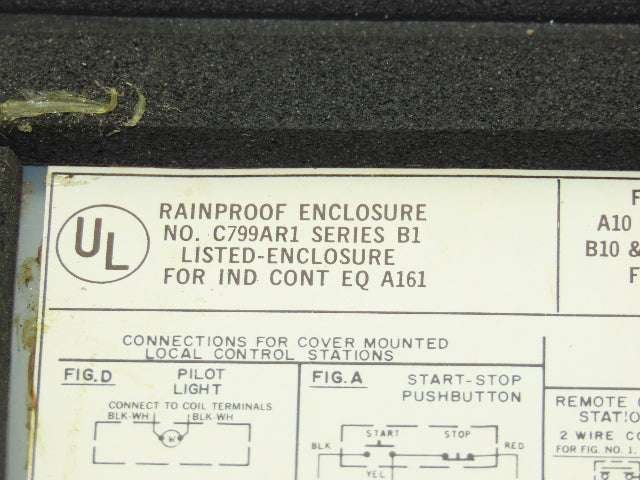 UL
RAINPROOF ENCLOSURE
NO. C799AR1 SERIES B1
LISTED-ENCLOSURE
FOR IND CONT EQ A161
F
A10
B10 &
F
CONNECTIONS FOR COVER MOUNTED
LOCAL CONTROL STATIONS
FIG.D PILOT
LIGHT
CONNECT TO COIL TERMINALS
BLK-WH BLK-WH
W
FIG.A START-STOP
PUSHBUTTON
START STOP
BLK RED
YEL
REMOTE
STATIO
2 WIRE CO
FOR FIG. NO. 1.